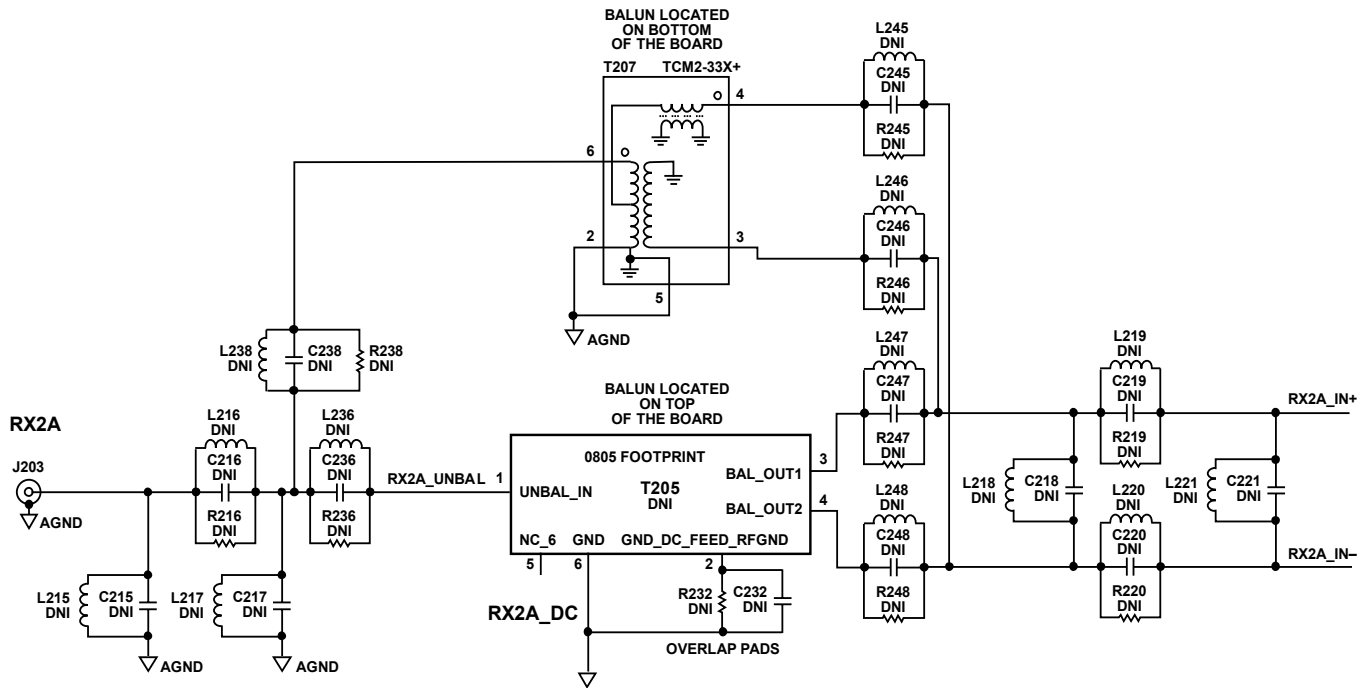 BALUN LOCATED
ON BOTTOM
OF THE BOARD
T207 TCM2-33X+
4
6
2
3
5
AGND
L245
DNI
C245
DNI
R245
DNI
L246
DNI
C246
DNI
R246
DNI
L238
DNI
C238
DNI
R238
DNI
BALUN LOCATED
ON TOP
OF THE BOARD
L247
DNI
C247
DNI
R247
DNI
L219
DNI
C219
DNI
R219
DNI
RX2A_IN+
RX2A
J203
AGND
L216
DNI
C216
DNI
R216
DNI
L236
DNI
C236
DNI
R236
DNI
RX2A_UNBAL 1
0805 FOOTPRINT
UNBAL_IN
T205
DNI
BAL_OUT1
3
BAL_OUT2
4
NC_6 GND GND_DC_FEED_RFGND
5
6
2
L248
DNI
C248
DNI
R248
DNI
L218
DNI
C218
DNI
L220
DNI
C220
DNI
R220
DNI
L221
DNI
C221
DNI
RX2A_IN–
L215
DNI
C215
DNI
L217
DNI
C217
DNI
AGND
AGND
RX2A_DC
R232
DNI
C232
DNI
OVERLAP PADS